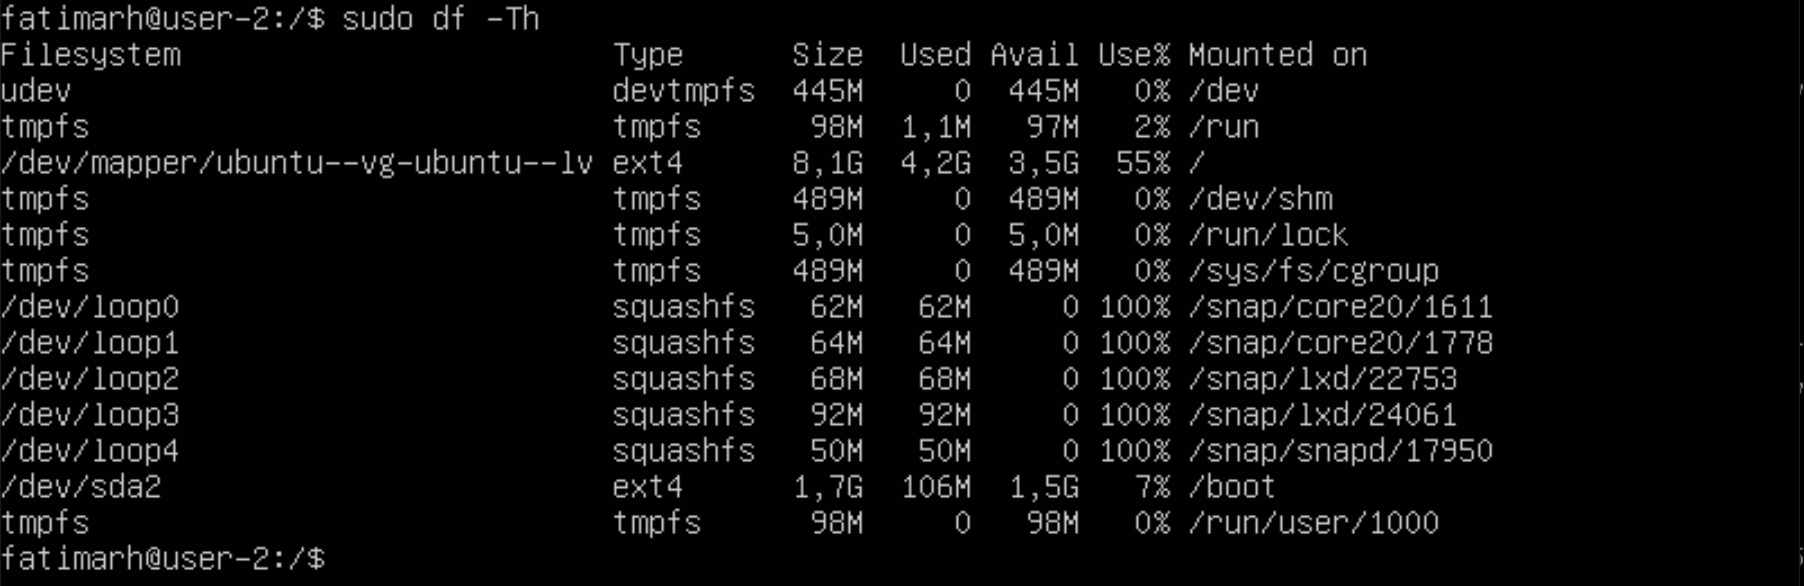 fatimarh@user-2:/$ sudo df -Th
Filesystem                        Type      Size  Used Avail Use% Mounted on
udev                              devtmpfs  445M     0  445M   0% /dev
tmpfs                             tmpfs      98M  1,1M   97M   2% /run
/dev/mapper/ubuntu--vg-ubuntu--lv ext4      8,1G  4,2G  3,5G  55% /
tmpfs                             tmpfs     489M     0  489M   0% /dev/shm
tmpfs                             tmpfs     5,0M     0  5,0M   0% /run/lock
tmpfs                             tmpfs     489M     0  489M   0% /sys/fs/cgroup
/dev/loop0                        squashfs   62M   62M     0 100% /snap/core20/1611
/dev/loop1                        squashfs   64M   64M     0 100% /snap/core20/1778
/dev/loop2                        squashfs   68M   68M     0 100% /snap/lxd/22753
/dev/loop3                        squashfs   92M   92M     0 100% /snap/lxd/24061
/dev/loop4                        squashfs   50M   50M     0 100% /snap/snapd/17950
/dev/sda2                         ext4      1,7G  106M  1,5G   7% /boot
tmpfs                             tmpfs      98M     0   98M   0% /run/user/1000
fatimarh@user-2:/$